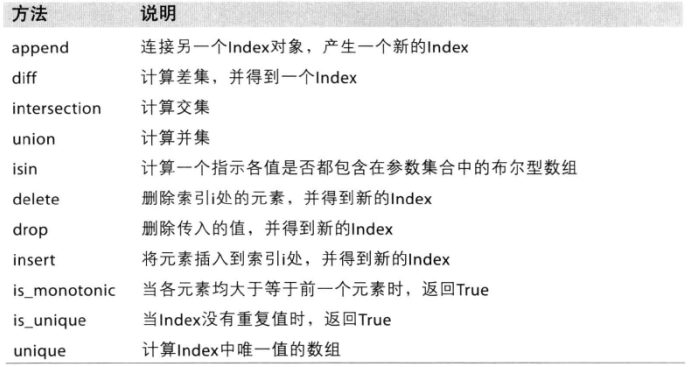 方法 说明
append 连接另一个Index对象，产生一个新的Index
diff 计算差集，并得到一个Index
intersection 计算交集
union 计算并集
isin 计算一个指示各值是否都包含在参数集合中的布尔型数组
delete 删除索引i处的元素，并得到新的Index
drop 删除传入的值，并得到新的Index
insert 将元素插入到索引i处，并得到新的Index
is_monotonic 当各元素均大于等于前一个元素时，返回True
is_unique 当Index没有重复值时，返回True
unique 计算Index中唯一值的数组